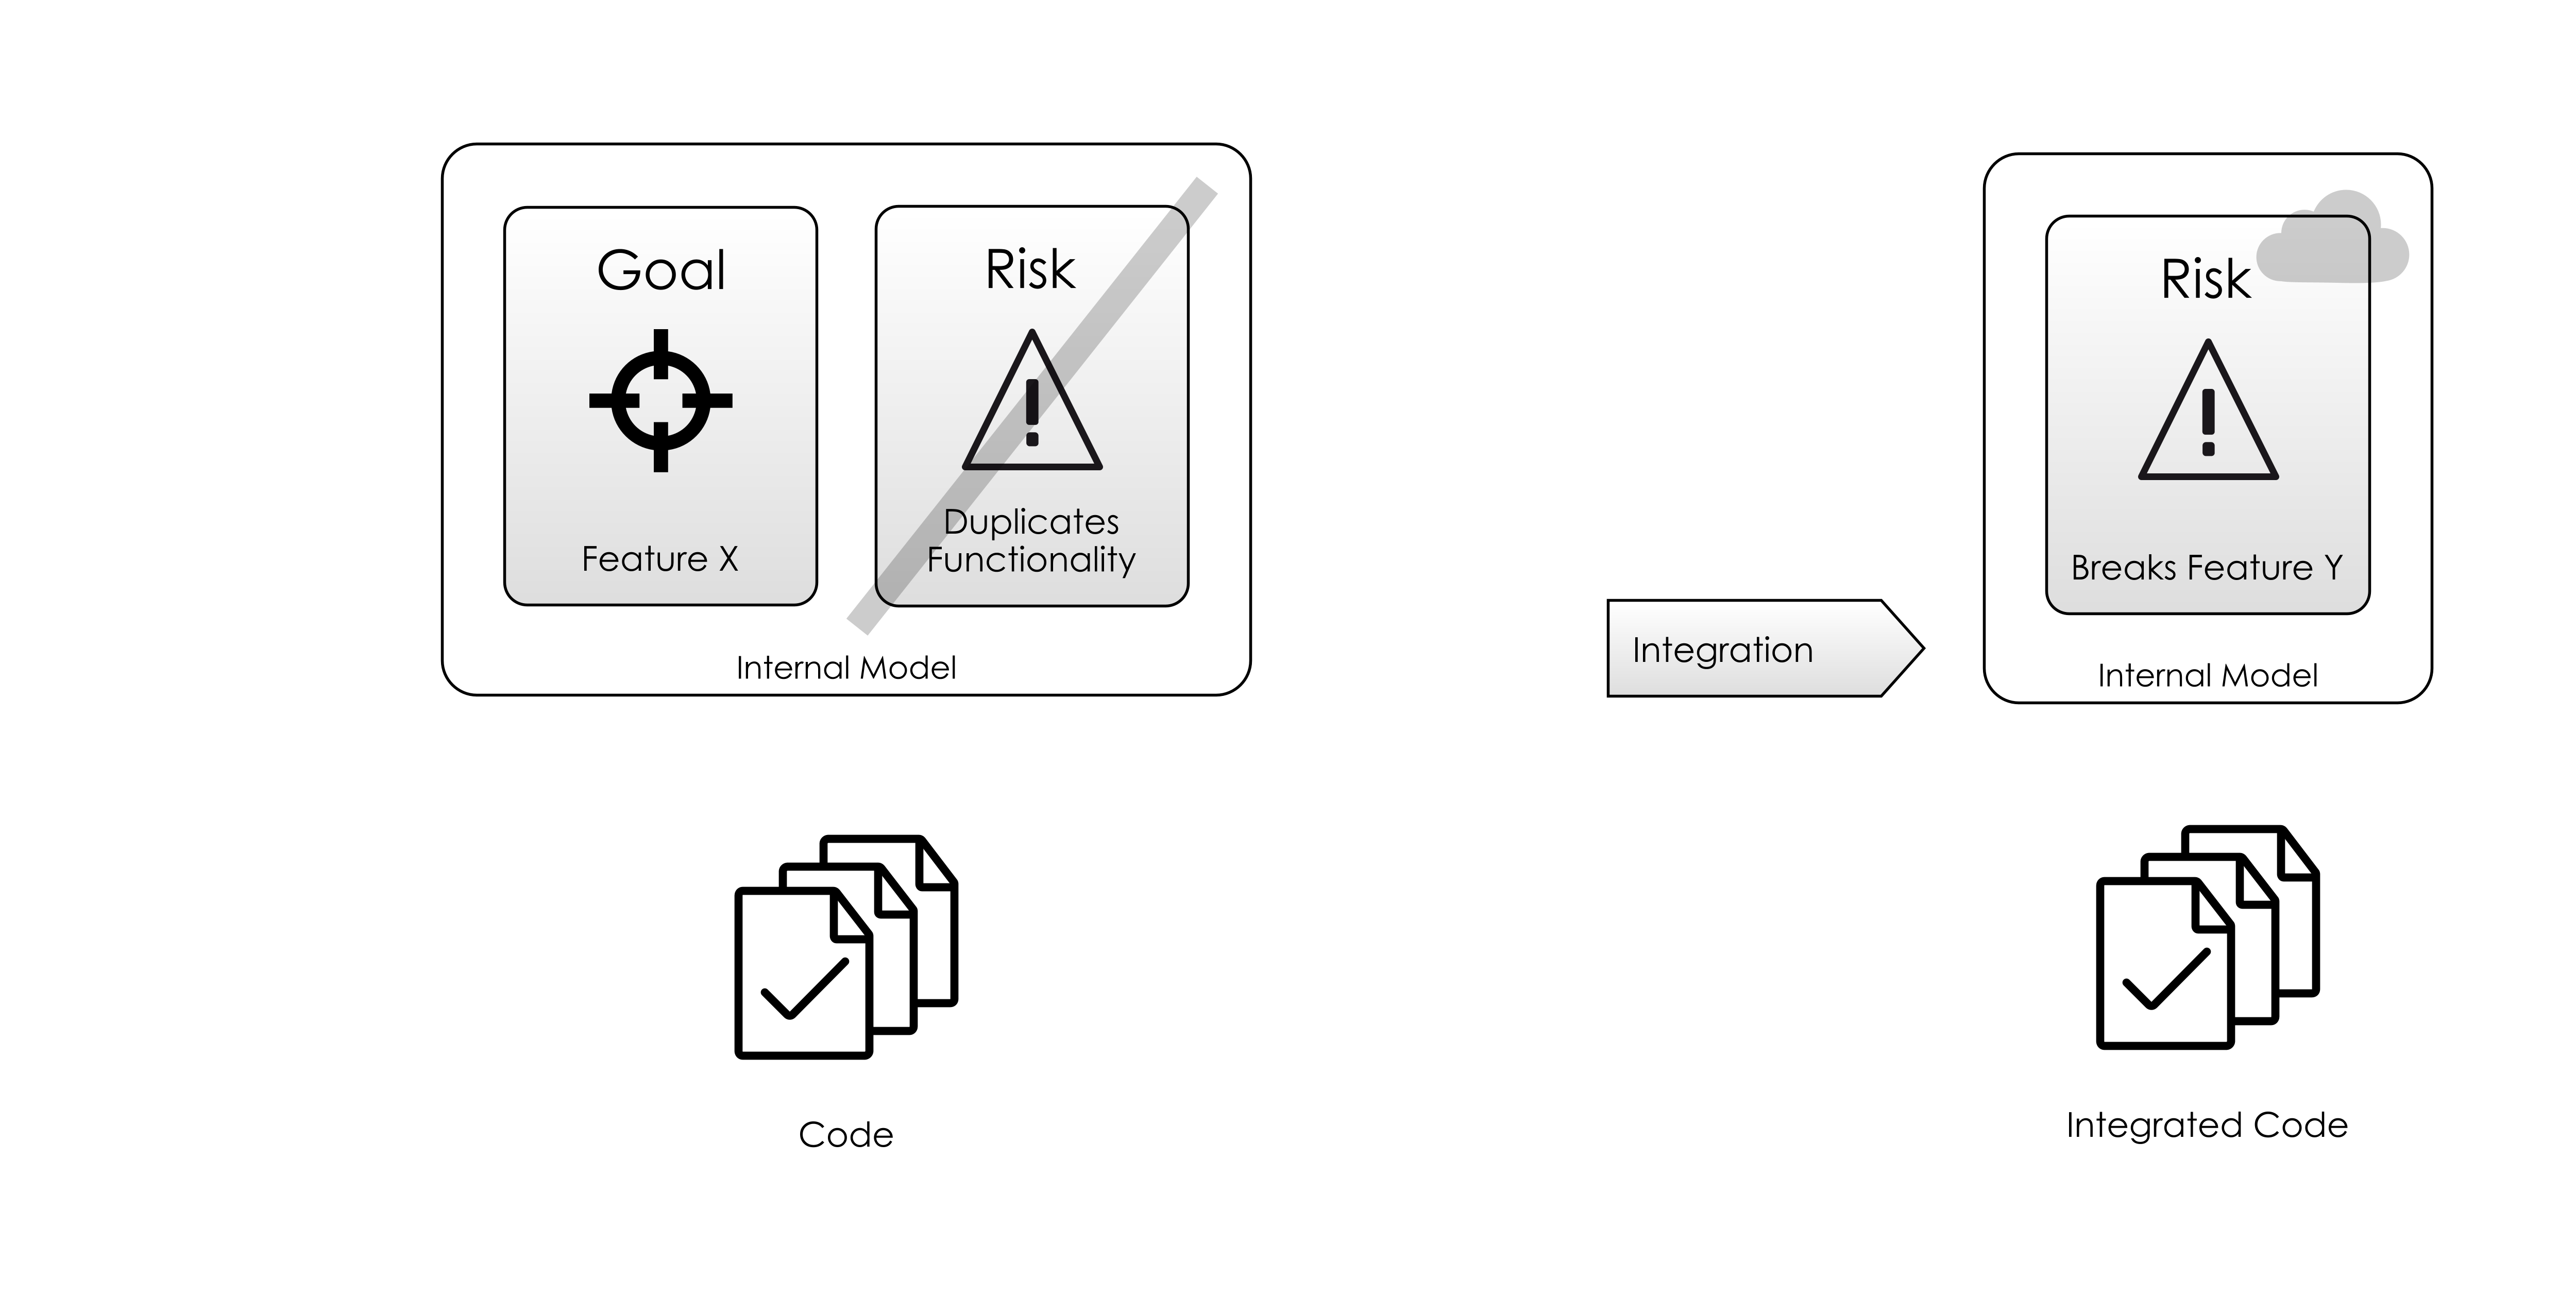 Goal
Feature X
Risk
Duplicates
Functionality
Internal Model
Code
Integration
Risk
Breaks Feature Y
Internal Model
Integrated Code